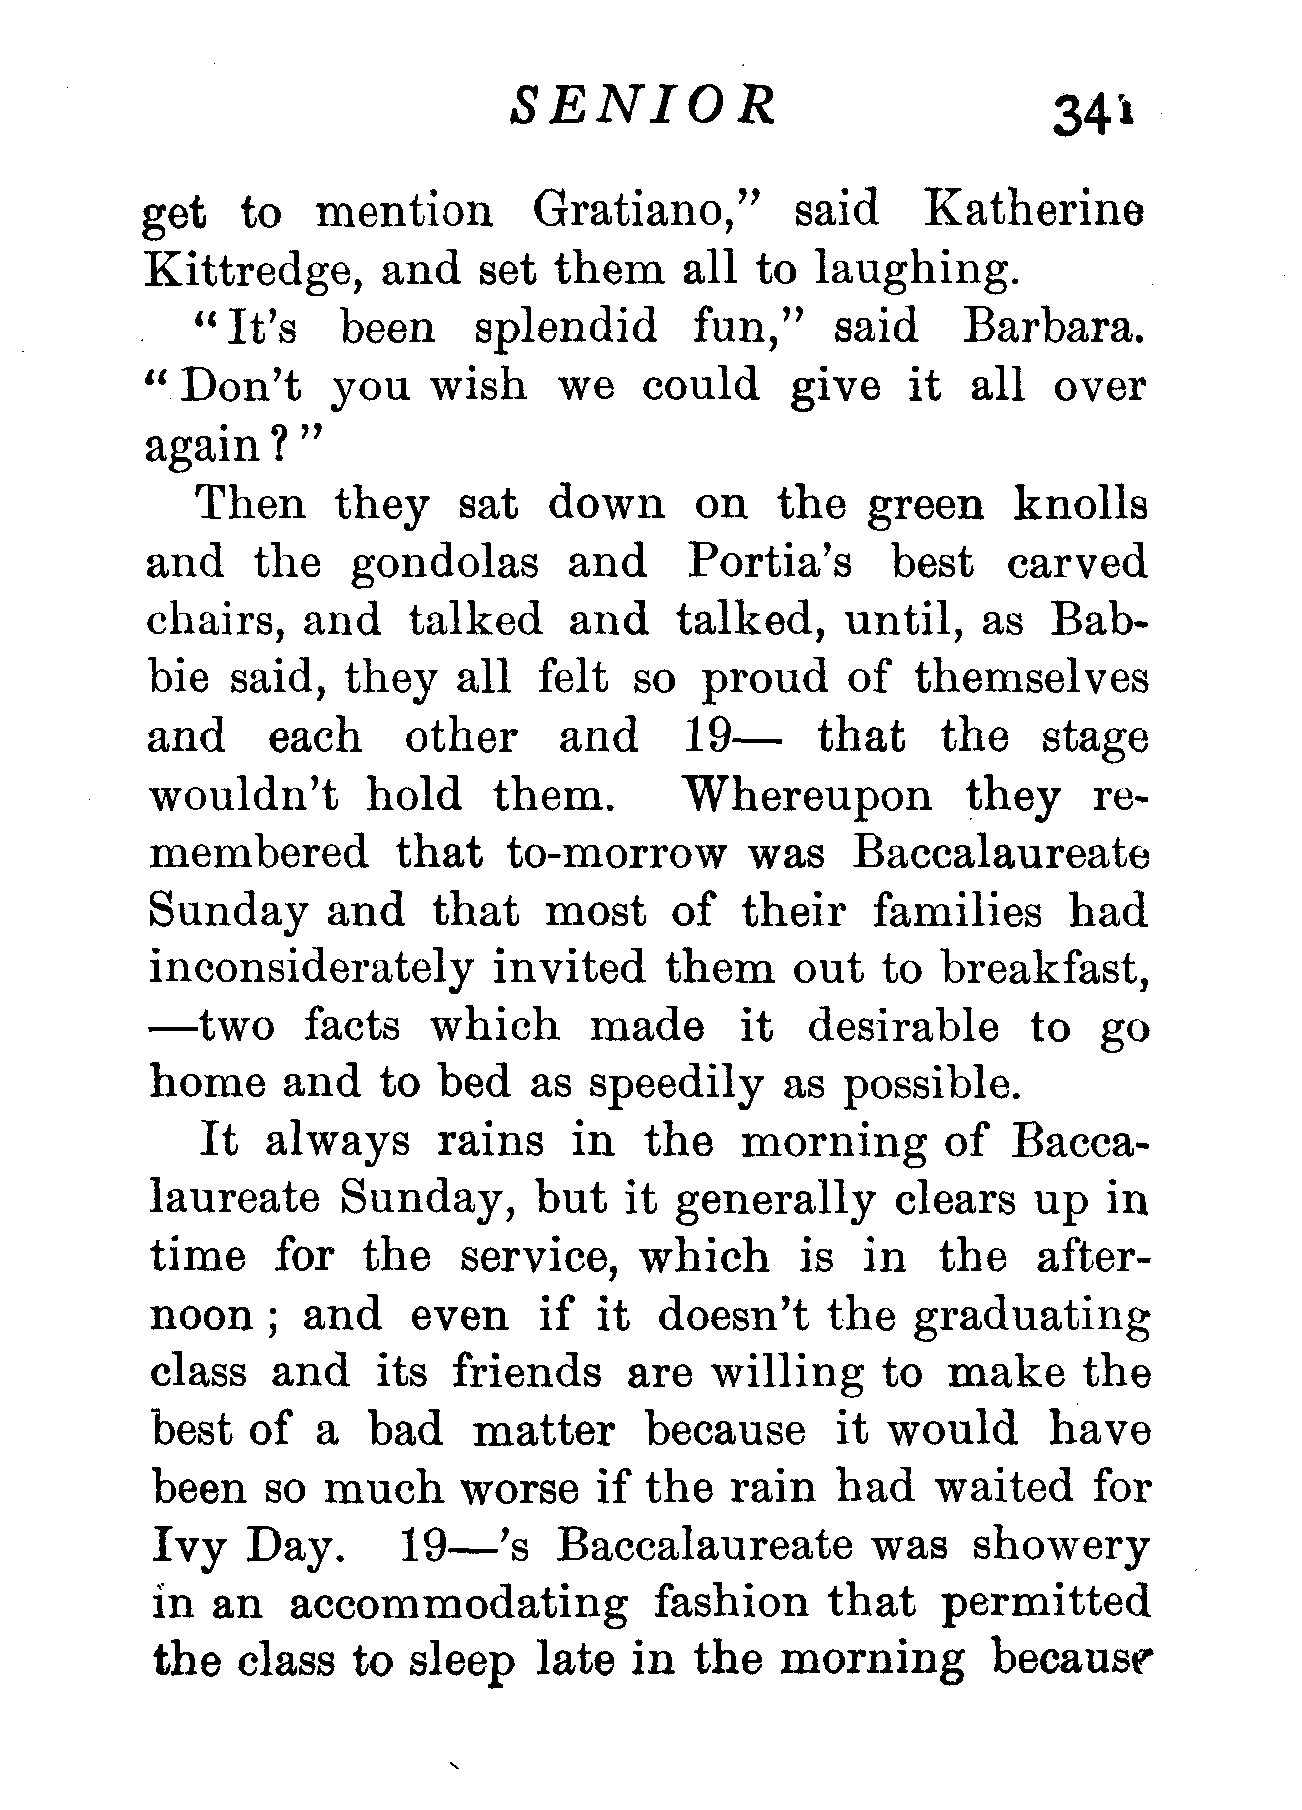 SENIOR 341
get to mention Gratiano,” said Katherine
Kittredge, and set them all to laughing.
“It’s been splendid fun,” said Barbara.
“Don’t you wish we could give it all over
again?”
Then they sat down on the green knolls
and the gondolas and Portia’s best carved
chairs, and talked and talked, until, as Bab-
bie said, they all felt so proud of themselves
and each other and 19— that the stage
wouldn’t hold them. Whereupon they re-
membered that to-morrow was Baccalaureate
Sunday and that most of their families had
inconsiderately invited them out to breakfast,
—two facts which made it desirable to go
home and to bed as speedily as possible.
It always rains in the morning of Bacca-
laureate Sunday, but it generally clears up in
time for the service, which is in the after-
noon; and even if it doesn’t the graduating
class and its friends are willing to make the
best of a bad matter because it would have
been so much worse if the rain had waited for
Ivy Day. 19—’s Baccalaureate was showery
in an accommodating fashion that permitted
the class to sleep late in the morning because